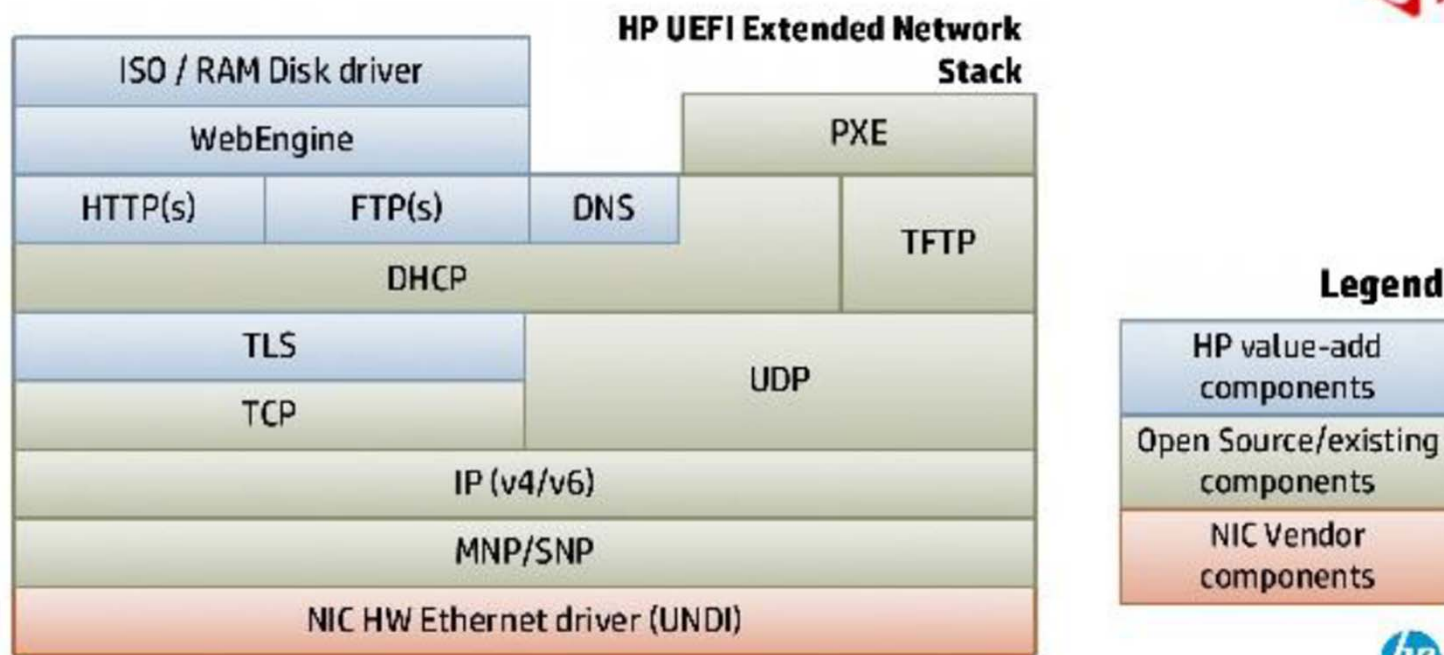 HP UEFI Extended Network
Stack
ISO / RAM Disk driver
WebEngine
PXE
HTTP(s)
FTP(s)
DNS
TFTP
DHCP
TLS
UDP
TCP
IP (v4/v6)
MNP/SNP
NIC HW Ethernet driver (UNDI)
Legend
HP value-add
components
Open Source/existing
components
NIC Vendor
components
hp